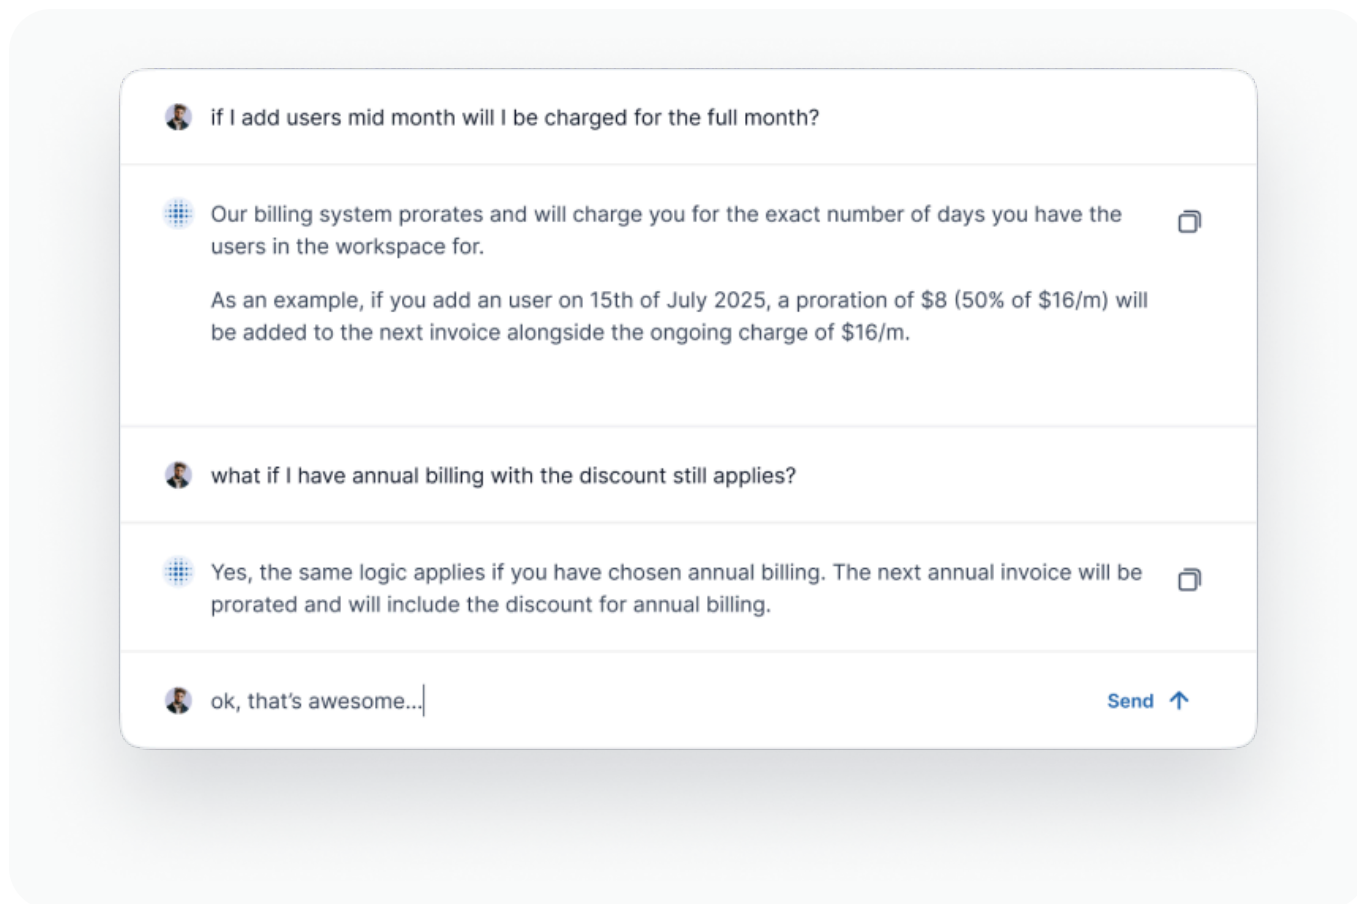 if I add users mid month will I be charged for the full month?
Our billing system prorates and will charge you for the exact number of days you have the
users in the workspace for.
As an example, if you add an user on 15th of July 2025, a proration of $8 (50% of $16/m) will
be added to the next invoice alongside the ongoing charge of $16/m.
what if I have annual billing with the discount still applies?
Yes, the same logic applies if you have chosen annual billing. The next annual invoice will be
prorated and will include the discount for annual billing.
ok, that’s awesome...
Send